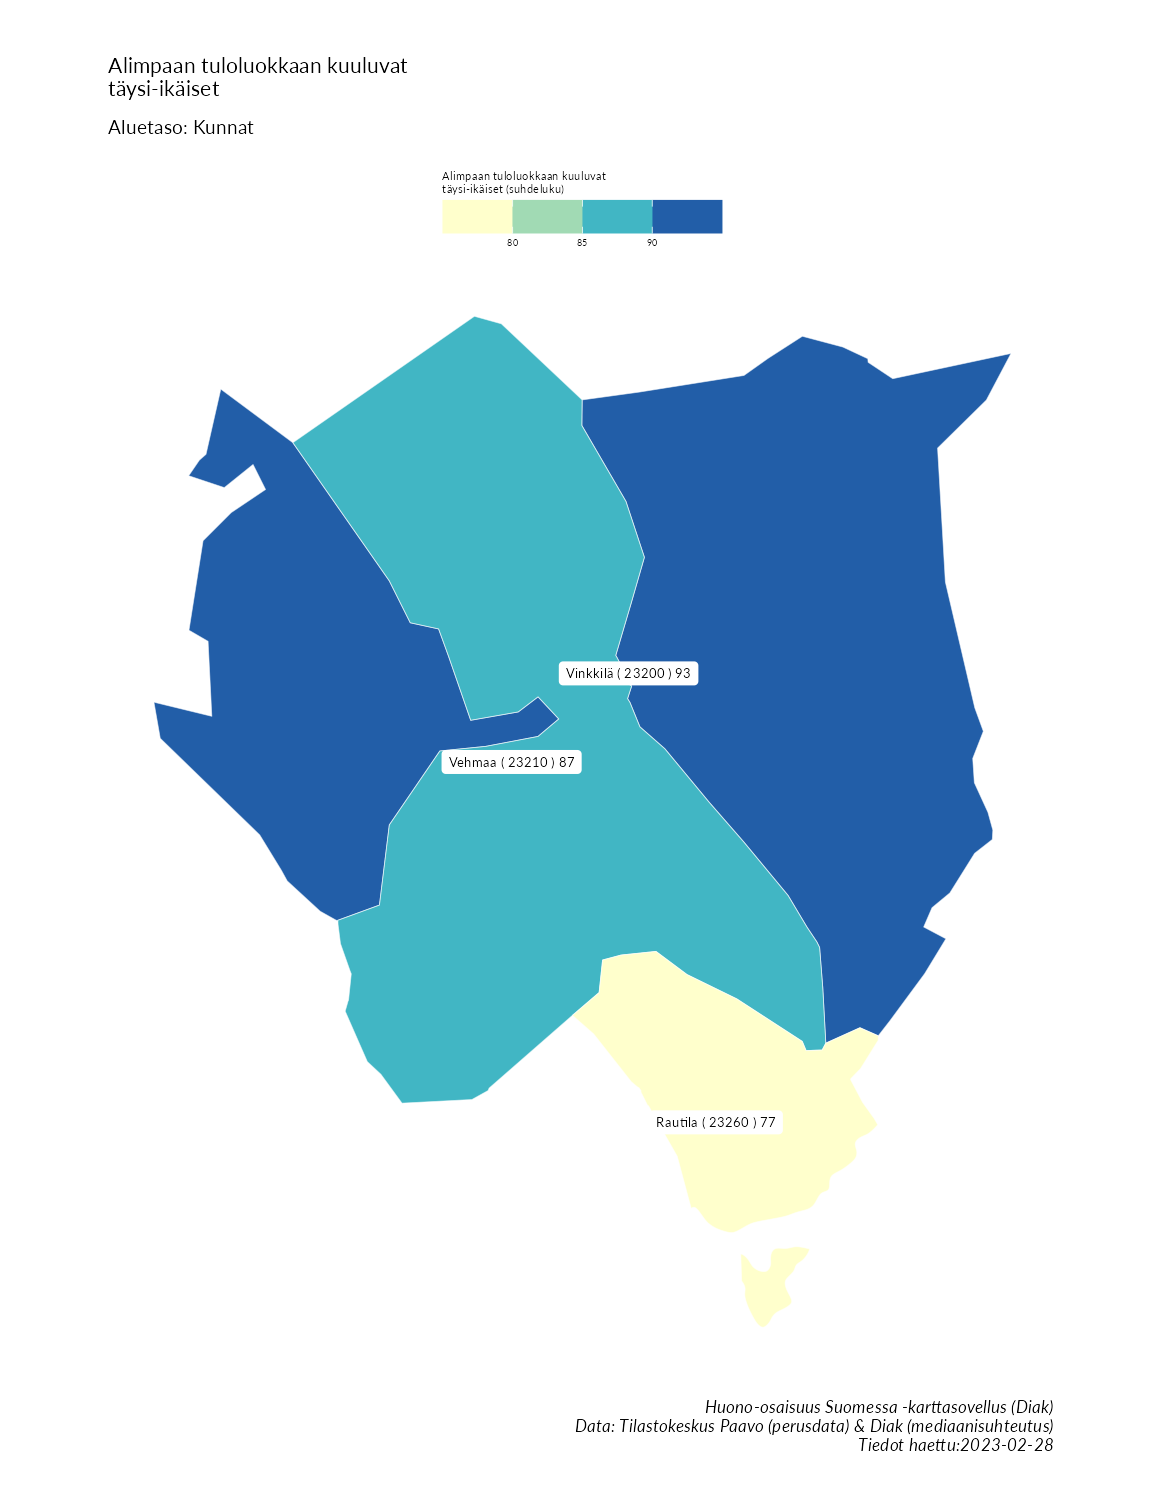 Alimpaan tuloluokkaan kuuluvat
täysi-ikäiset
Aluetaso: Kunnat
Alimpaan tuloluokkaan kuuluvat
täysi-ikäiset (suhdeluku)
80 85 90
Vinkkilä ( 23200 ) 93
Vehmaa ( 23210 ) 87
Rautila ( 23260 ) 77
Huono-osaisuus Suomessa -karttasovellus (Diak)
Data: Tilastokeskus Paavo (perusdata) & Diak (mediaanisuhteutus)
Tiedot haettu:2023-02-28